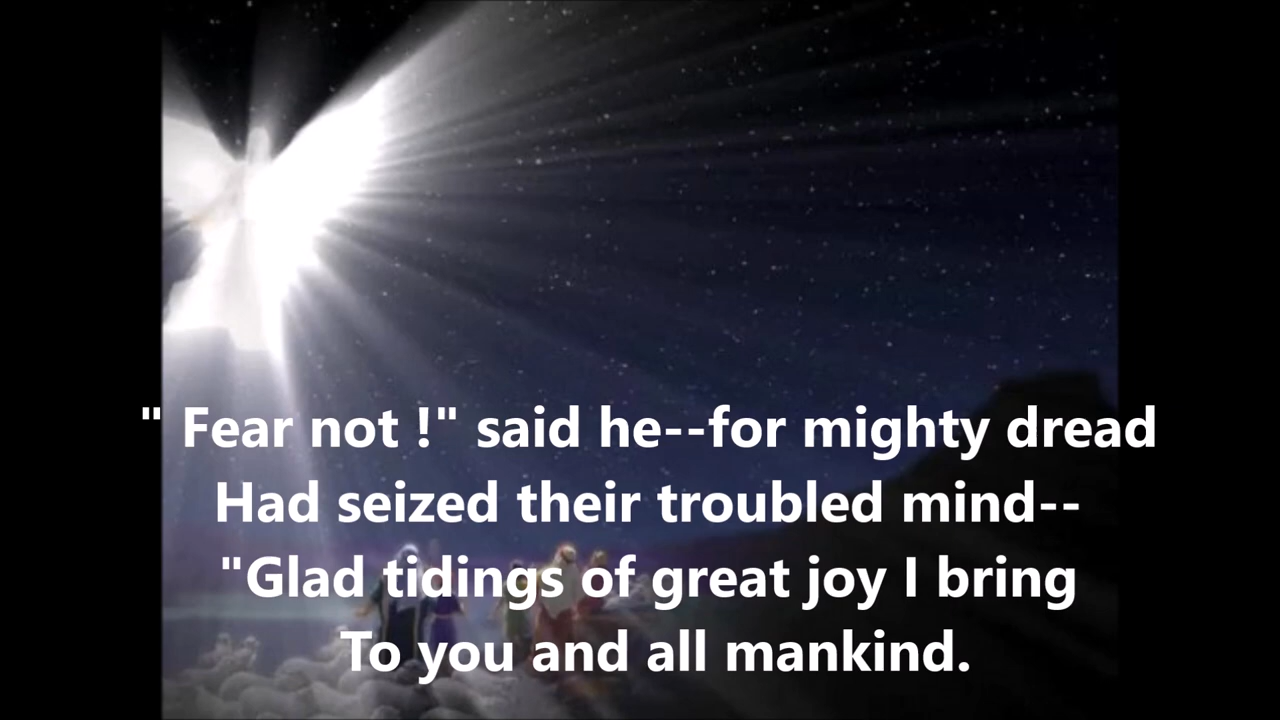 " Fear not !" said he--for mighty dread
Had seized their troubled mind--
"Glad tidings of great joy I bring
To you and all mankind.